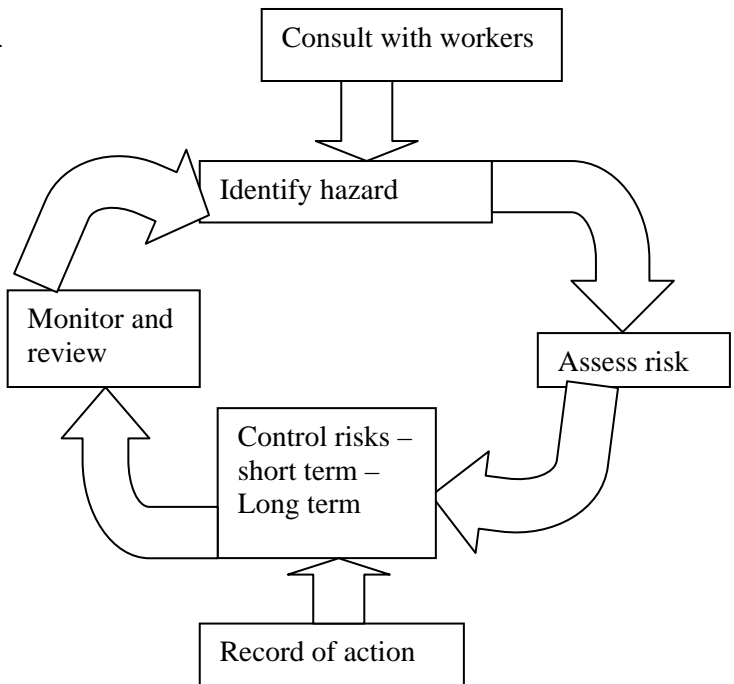 Consult with workers
Identify hazard
Assess risk
Control risks –
short term –
Long term
Record of action
Monitor and
review